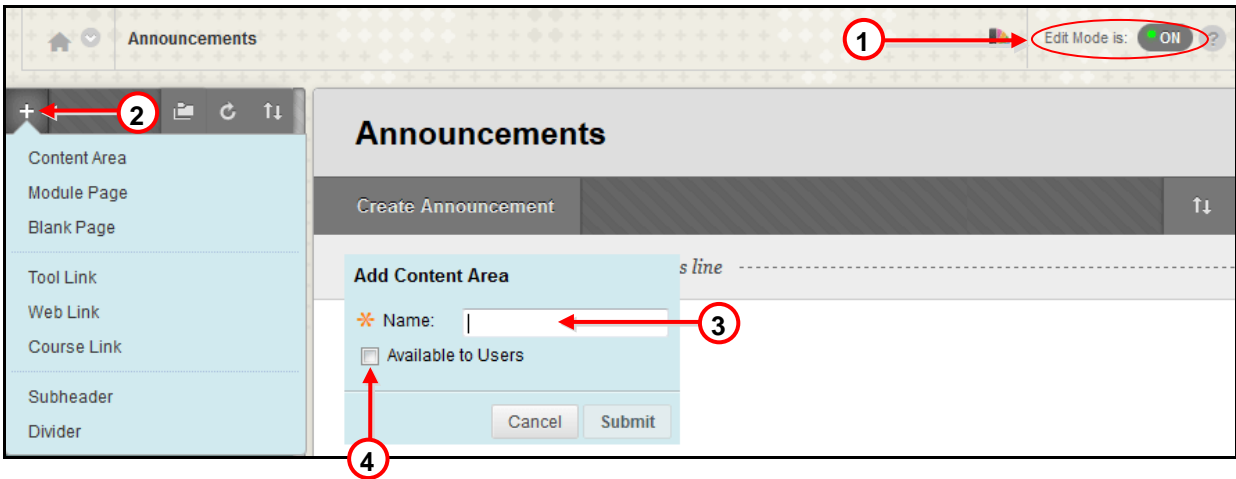 Announcements
1
Edit Mode is: ON ?
+ 2
Content Area
Module Page
Blank Page
Tool Link
Web Link
Course Link
Subheader
Divider
Announcements
Create Announcement
s line
Add Content Area
Name:
3
Available to Users
Cancel Submit
4